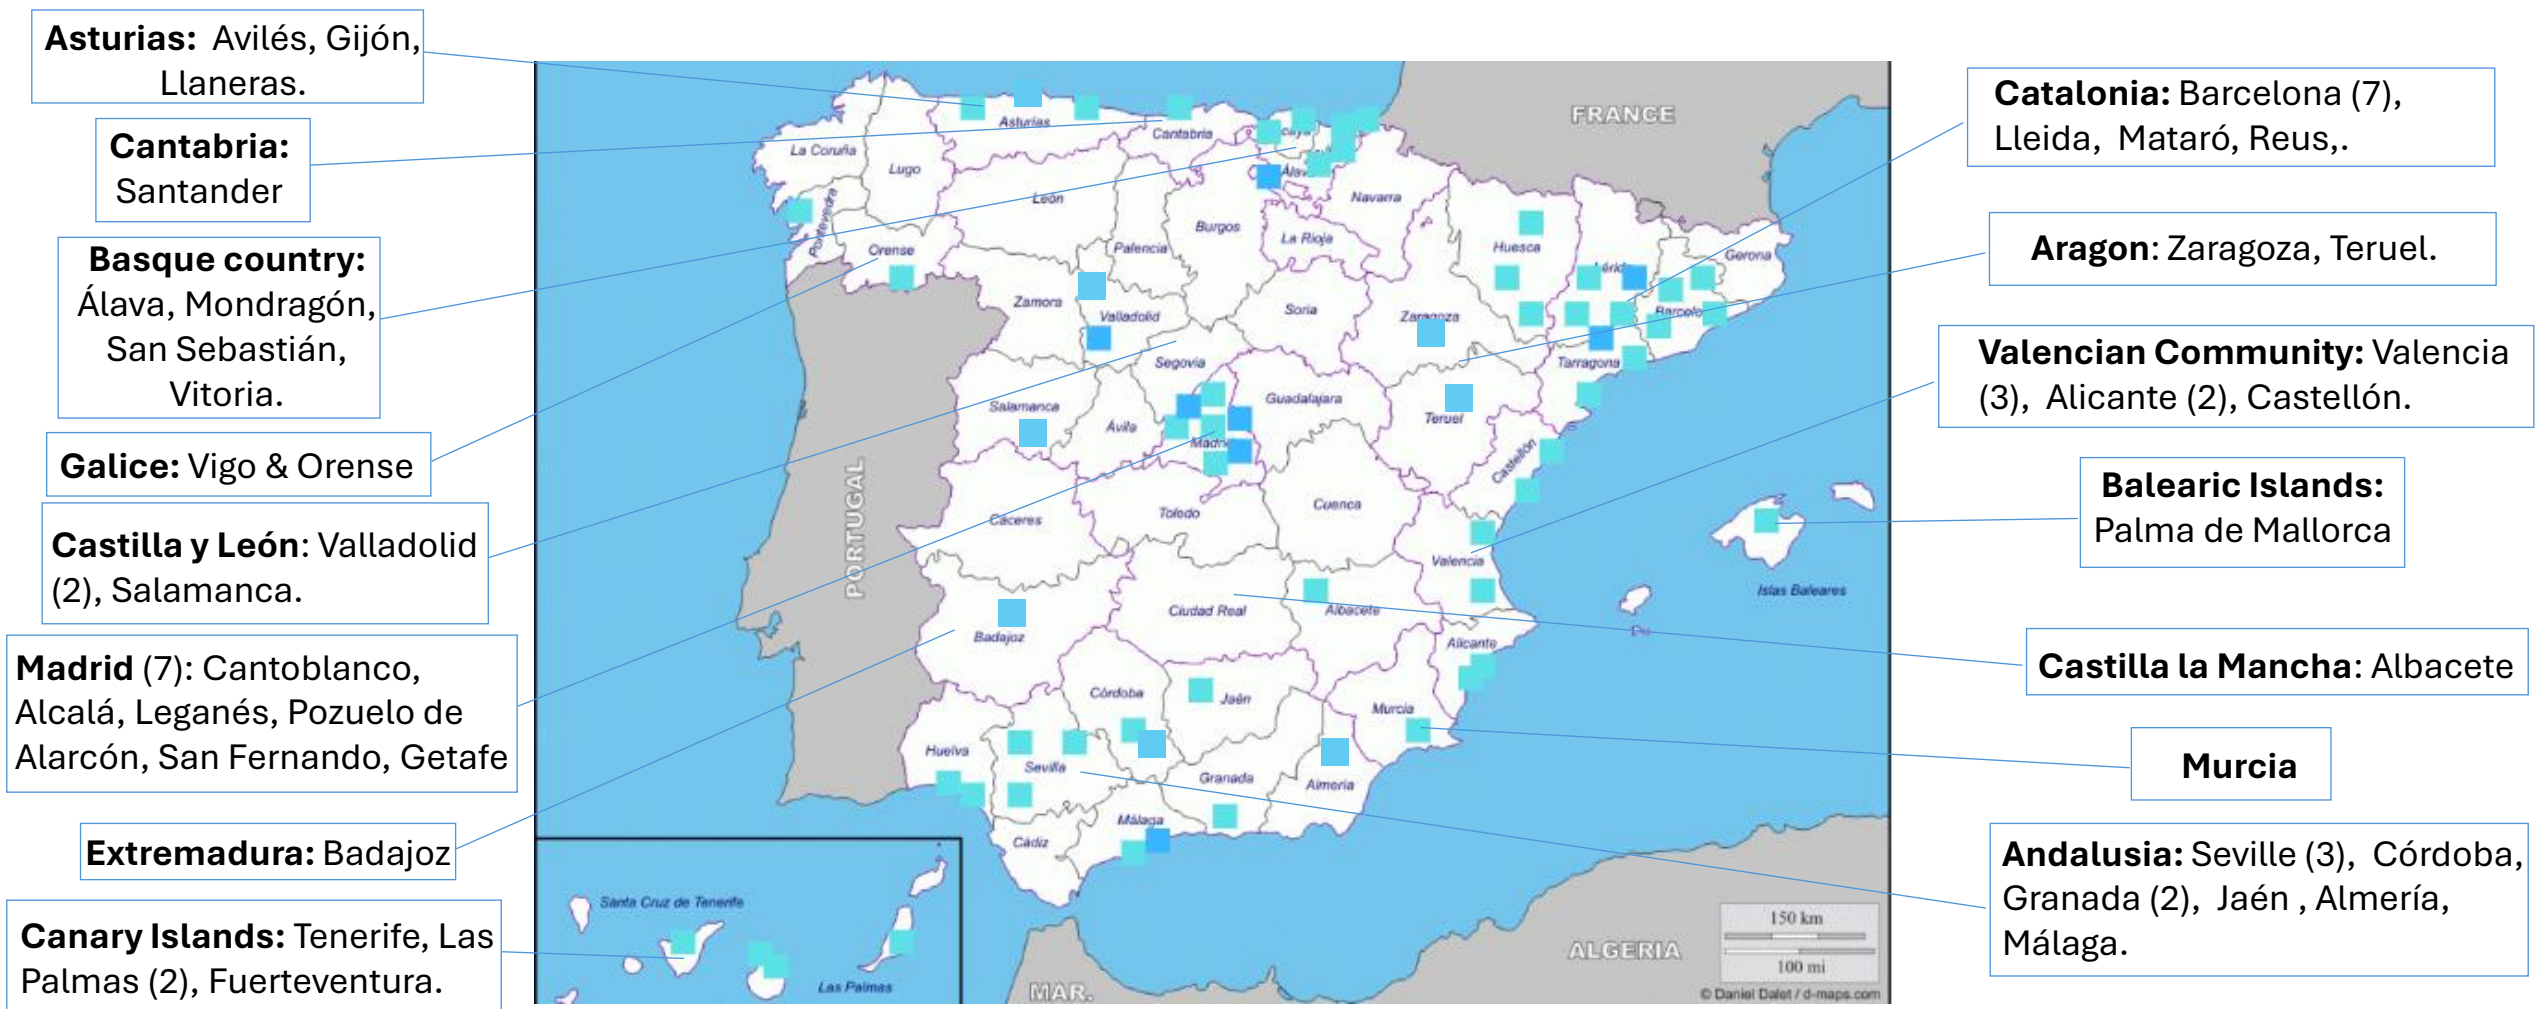 Asturias: Avilés, Gijón,
Llaneras.
Cantabria:
Santander
Basque country:
Álava, Mondragón,
San Sebastián,
Vitoria.
Galice: Vigo & Orense
Castilla y León: Valladolid
(2), Salamanca.
Madrid (7): Cantoblanco,
Alcalá, Leganés, Pozuelo de
Alarcón, San Fernando, Getafe
Extremadura: Badajoz
Canary Islands: Tenerife, Las
Palmas (2), Fuerteventura.
FRANCE
Asturias
Cantabria
La Coruña
Lugo
Álav
Navarra
León
Pontevedra
Burgos
La Rioja
Palencia
Huesca
Orense
Gerona
Lérid
Zamora
Valladolid
Soria
Zaragoza
Barcelo
Segovia
Tarragona
Salamanca
Ávila
Guadalajara
Teruel
Madri
Castellón
PORTUGAL
Cáceres
Toledo
Cuenca
Valencia
Islas Baleares
Badajoz
Ciudad Real
Albacete
Alicante
Córdoba
Jaén
Murcia
Huelva
Sevilla
Granada
Almería
Málaga
Cádiz
Santa Cruz de Tenerife
Las Palmas
MAR.
ALGERIA
150 km
100 mi
© Daniel Dalet / d-maps.com
Catalonia: Barcelona (7),
Lleida, Mataró, Reus,.
Aragon: Zaragoza, Teruel.
Valencian Community: Valencia
(3), Alicante (2), Castellón.
Balearic Islands:
Palma de Mallorca
Castilla la Mancha: Albacete
Murcia
Andalusia: Seville (3), Córdoba,
Granada (2), Jaén , Almería,
Málaga.